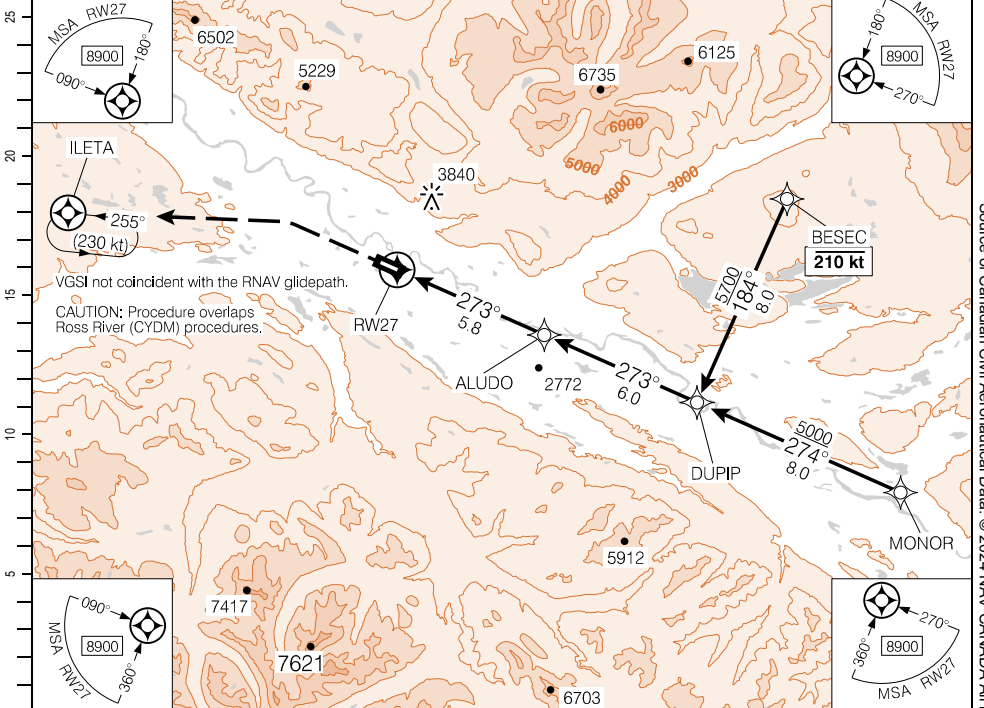 25
20
15
10
5
MSA RW27
8900
090°
180°
MSA RW27
8900
180°
270°
6502
5229
6735
6125
6000
5000
4000
3000
3840
ILETA
255°
(230 kt)
VGSI not coincident with the RNAV glidepath.
CAUTION: Procedure overlaps
Ross River (CYDM) procedures.
RW27
273°
5.8
ALUDO
2772
273°
6.0
DUPIP
BESEC
210 kt
5700
184°
8.0
5000
274°
8.0
MONOR
5912
7417
7621
6703
MSA RW27
8900
090°
360°
MSA RW27
8900
270°
360°